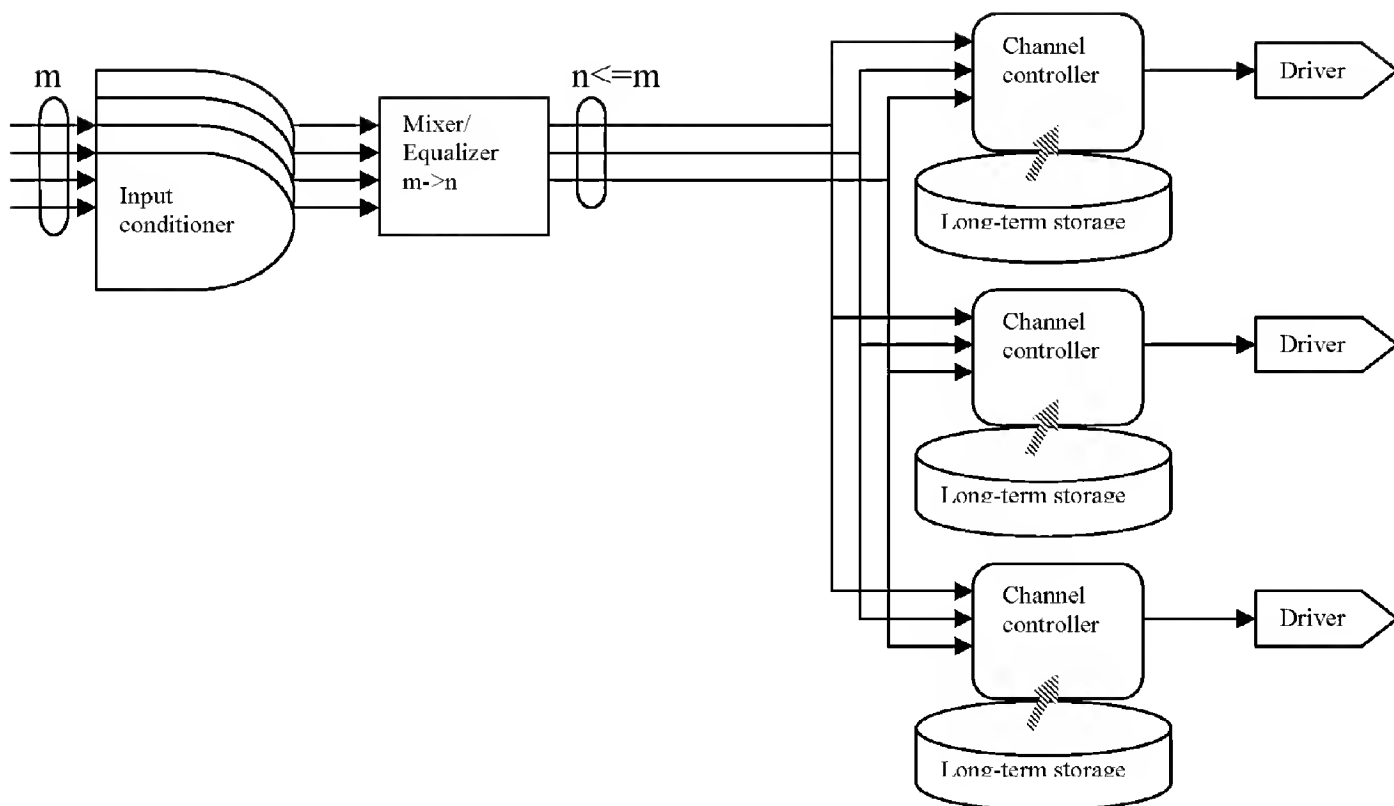 m
Input
conditioner
Mixer/
Equalizer
m->n
n<=m
Channel
controller
Driver
Long-term storage
Channel
controller
Driver
Long-term storage
Channel
controller
Driver
Long-term storage